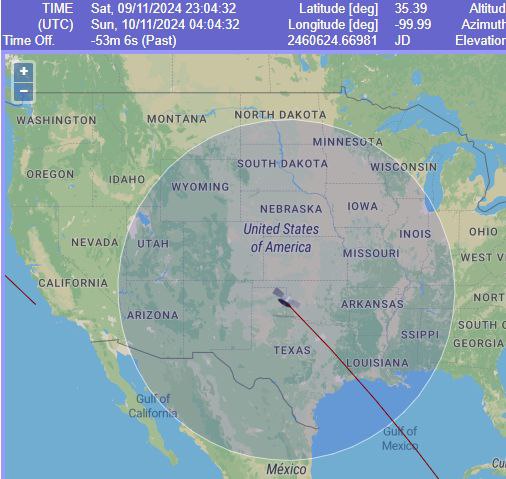 TIME Sat, 09/11/2024 23:04:32 Latitude [deg] 35.39 Altitud
(UTC) Sun, 10/11/2024 04:04:32 Longitude [deg] -99.99 Azimut
Time Off. -53m 6s (Past) 2460624.66981 JD Elevation
+
−
WASHINGTON
MONTANA
NORTH DAKOTA
MINNESOTA
OREGON
IDAHO
SOUTH DAKOTA
WISCONSIN
WYOMING
NEBRASKA
IOWA
NEVADA
UTAH
United States
of America
INOIS
OHIO
MISSOURI
WEST V
CALIFORNIA
ARIZONA
ARKANSAS
NORT
TEXAS
SSIPPI
SOUTH C
GEORGIA
LOUISIANA
Gulf of
California
Gulf of
Mexico
México
Cu